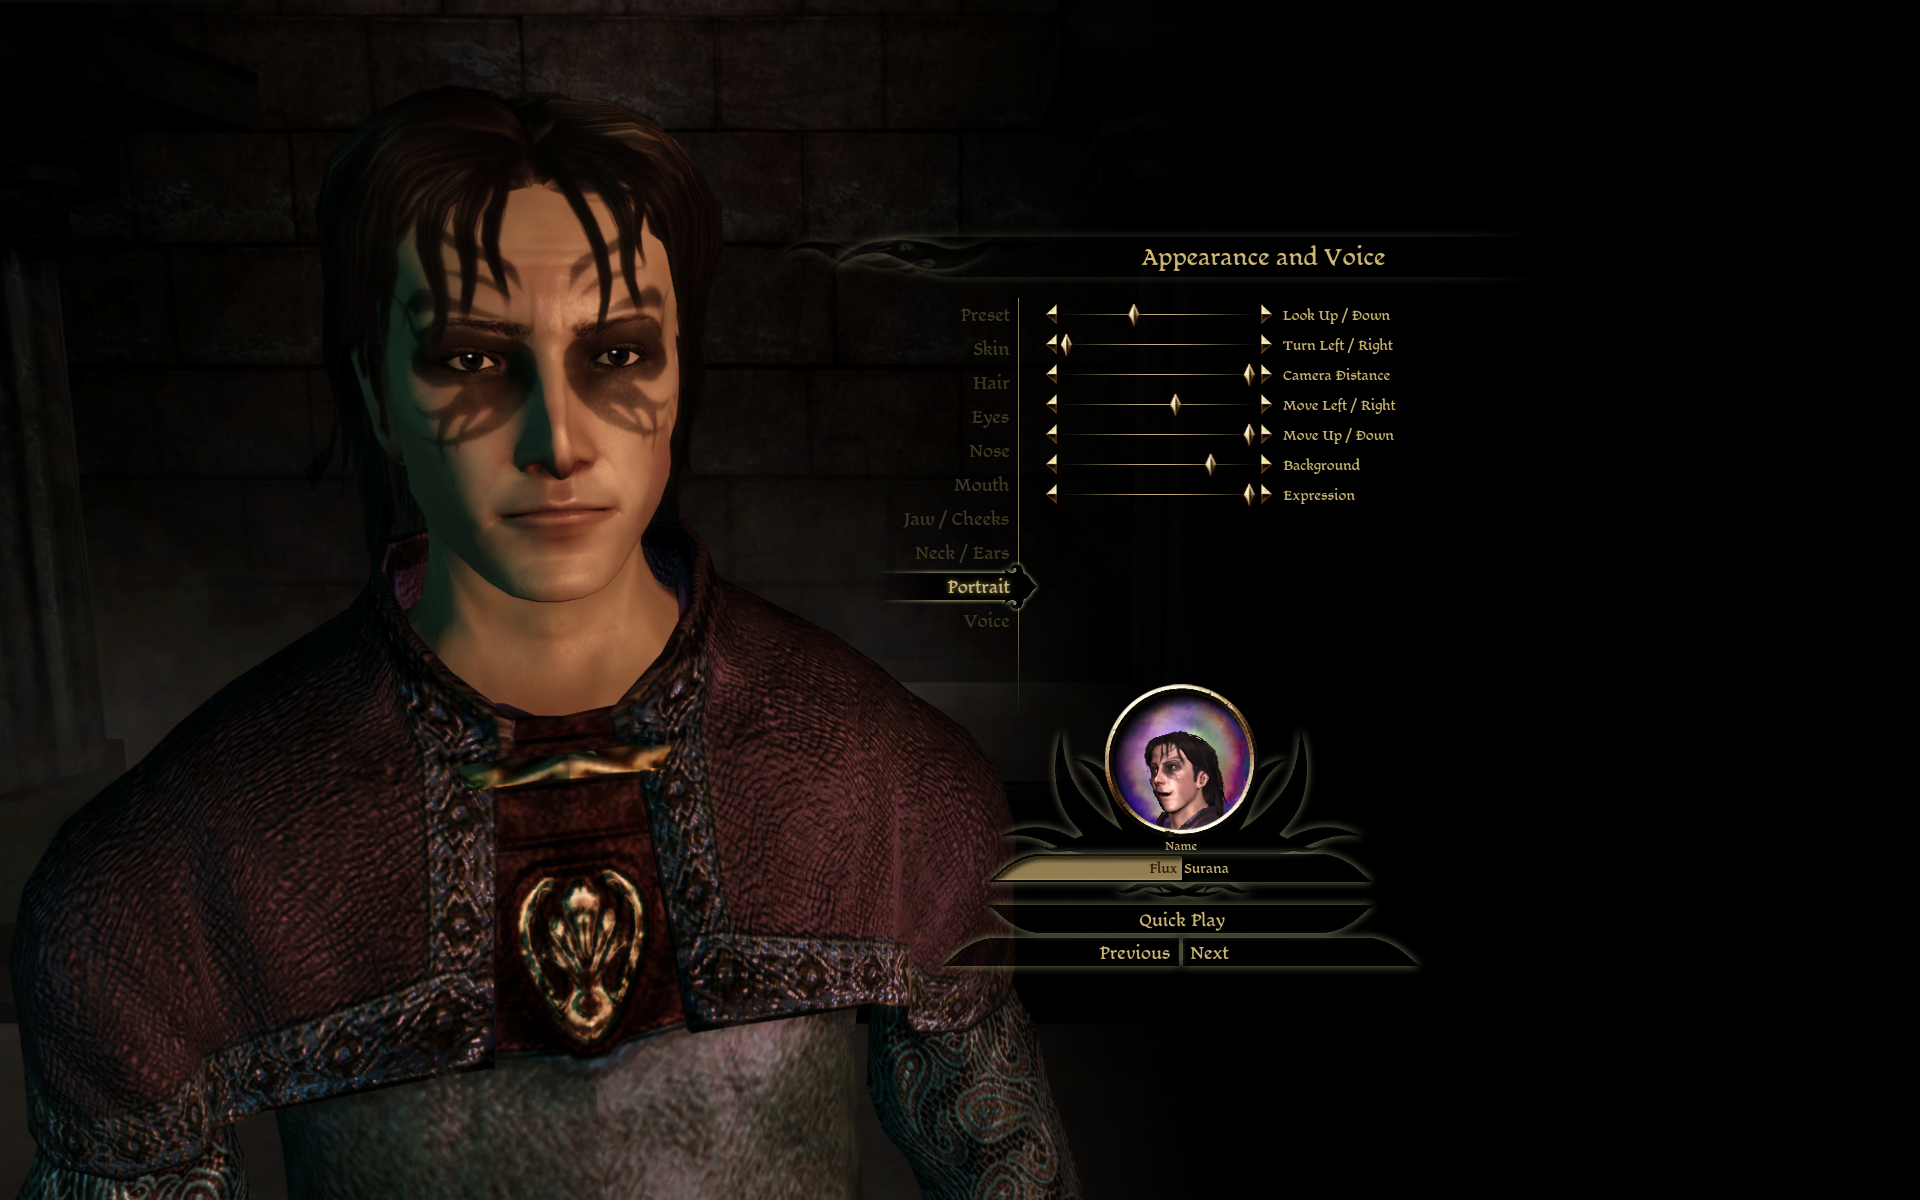 Appearance and Voice
Preset
Skin
Hair
Eyes
Nose
Mouth
Jaw / Cheeks
Neck / Ears
Portrait
Voice
Look Up / Down
Turn Left / Right
Camera Distance
Move Left / Right
Move Up / Down
Background
Expression
Name
Flux Surana
Quick Play
Previous Next